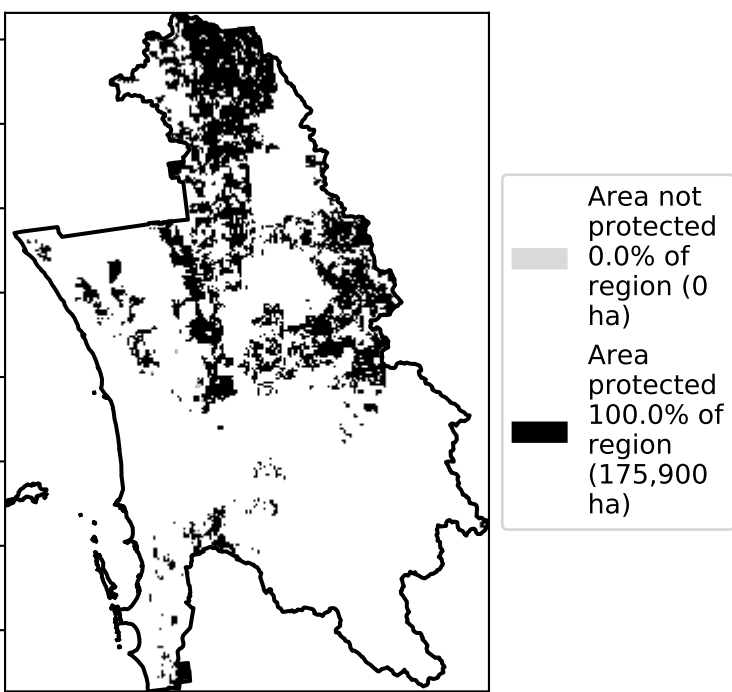 Area not
protected
0.0% of
region (0
ha)
Area
protected
100.0% of
region
(175,900
ha)